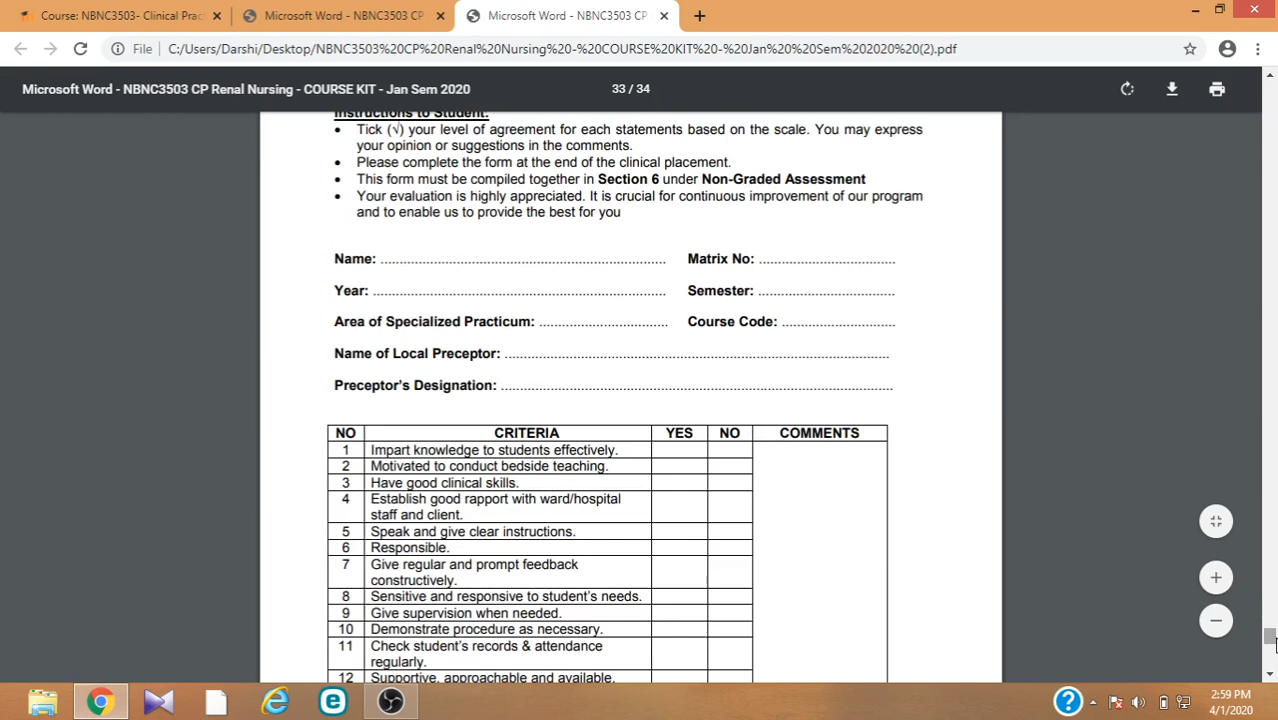 Course: NBNC3503- Clinical Prac
Microsoft Word - NBNC3503 CP
Microsoft Word - NBNC3503 CP
File
C:/Users/Darshi/Desktop/NBNC3503%20CP%20Renal%20Nursing%20-%20COURSE%20KIT%20-%20Jan%20%20Sem%202020%20(2).pdf
Microsoft Word - NBNC3503 CP Renal Nursing - COURSE KIT - Jan Sem 2020
33 / 34
Instructions to Student:
• Tick (√) your level of agreement for each statements based on the scale. You may express
your opinion or suggestions in the comments.
• Please complete the form at the end of the clinical placement.
• This form must be compiled together in Section 6 under Non-Graded Assessment
• Your evaluation is highly appreciated. It is crucial for continuous improvement of our program
and to enable us to provide the best for you
Name: ........................................................................ Matrix No: ..................................
Year: .......................................................................... Semester: ...................................
Area of Specialized Practicum: ................................. Course Code: .............................
Name of Local Preceptor: .................................................................................................
Preceptor's Designation: ..................................................................................................
NO CRITERIA YES NO COMMENTS
1 Impart knowledge to students effectively.
2 Motivated to conduct bedside teaching.
3 Have good clinical skills.
4 Establish good rapport with ward/hospital
staff and client.
5 Speak and give clear instructions.
6 Responsible.
7 Give regular and prompt feedback
constructively.
8 Sensitive and responsive to student's needs.
9 Give supervision when needed.
10 Demonstrate procedure as necessary.
11 Check student's records & attendance
regularly.
12 Supportive, approachable and available.
2:59 PM
4/1/2020